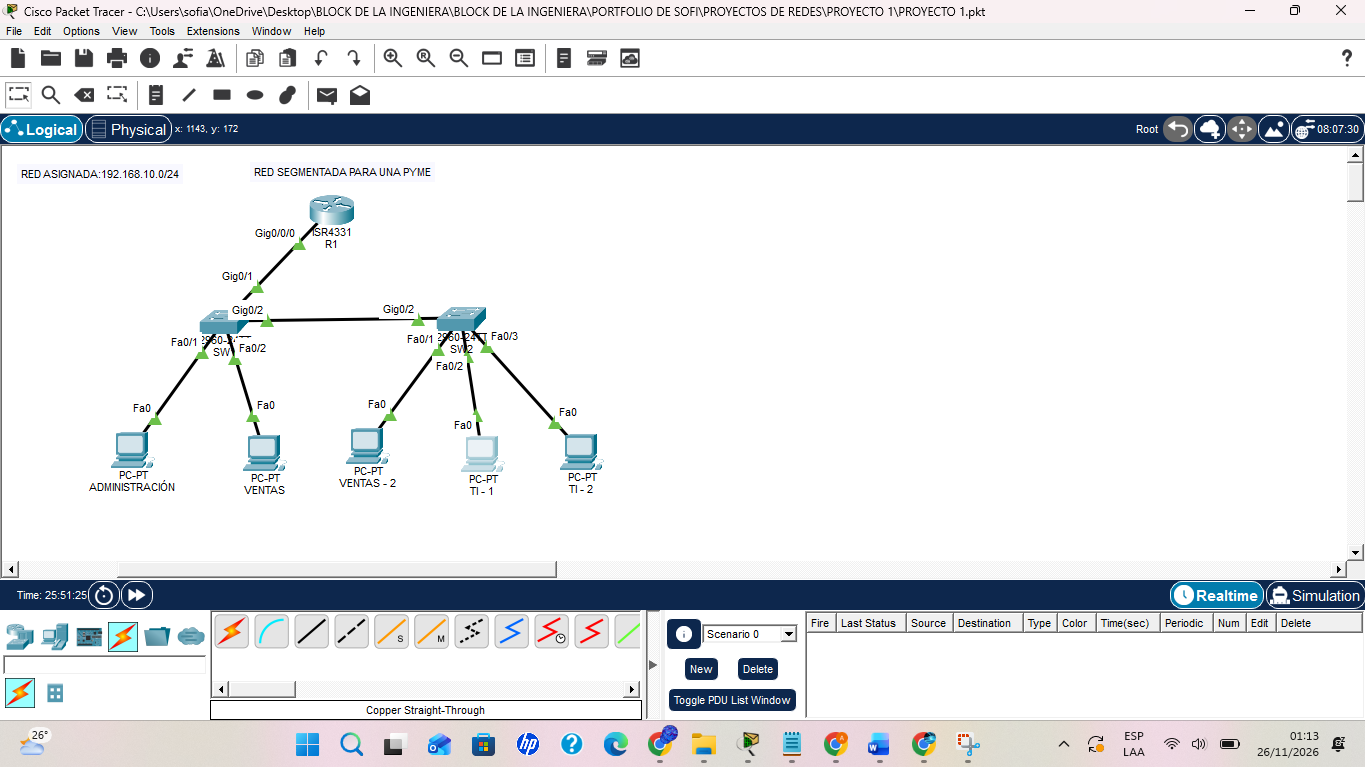 Cisco Packet Tracer - C:\Users\sofia\OneDrive\Desktop\BLOCK DE LA INGENIERA\BLOCK DE LA INGENIERA\PORTFOLIO DE SOFI\PROYECTOS DE REDES\PROYECTO 1\PROYECTO 1.pkt
File Edit Options View Tools Extensions Window Help
?
Logical Physical x: 1143, y: 172 Root 08:07:30
RED ASIGNADA:192.168.10.0/24
RED SEGMENTADA PARA UNA PYME
ISR4331
R1
Gig0/0/0
Gig0/1
Gig0/2
Gig0/2
Fa0/1
Fa0/2
Fa0/1
2960-24TT
SW2
Fa0/3
Fa0/2
Fa0
Fa0
Fa0
Fa0
Fa0
PC-PT
ADMINISTRACIÓN
PC-PT
VENTAS
PC-PT
VENTAS - 2
PC-PT
TI - 1
PC-PT
TI - 2
Time: 25:51:25
Realtime Simulation
S
M
Copper Straight-Through
Scenario 0
New Delete
Toggle PDU List Window
Fire Last Status Source Destination Type Color Time(sec) Periodic Num Edit Delete
26°
ESP
LAA
01:13
26/11/2026